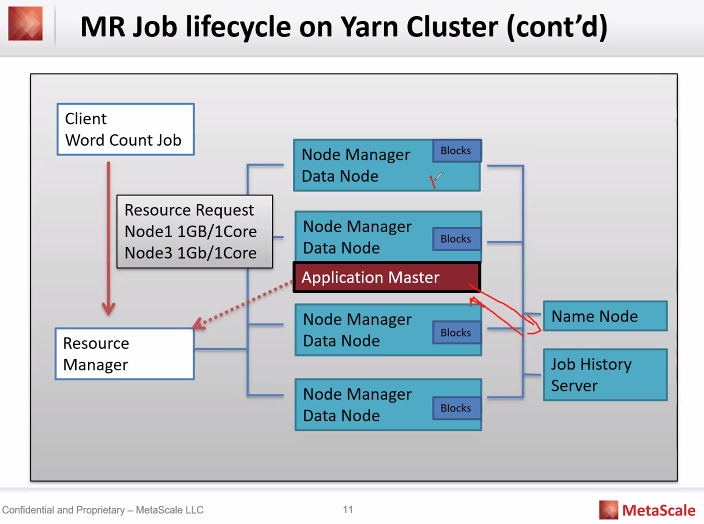 MR Job lifecycle on Yarn Cluster (cont’d)
Client
Word Count Job
Resource Request
Node1 1GB/1Core
Node3 1Gb/1Core
Resource
Manager
Node Manager
Data Node
Blocks
Node Manager
Data Node
Blocks
Application Master
Node Manager
Data Node
Blocks
Node Manager
Data Node
Blocks
Name Node
Job History
Server
Confidential and Proprietary – MetaScale LLC
11
MetaScale